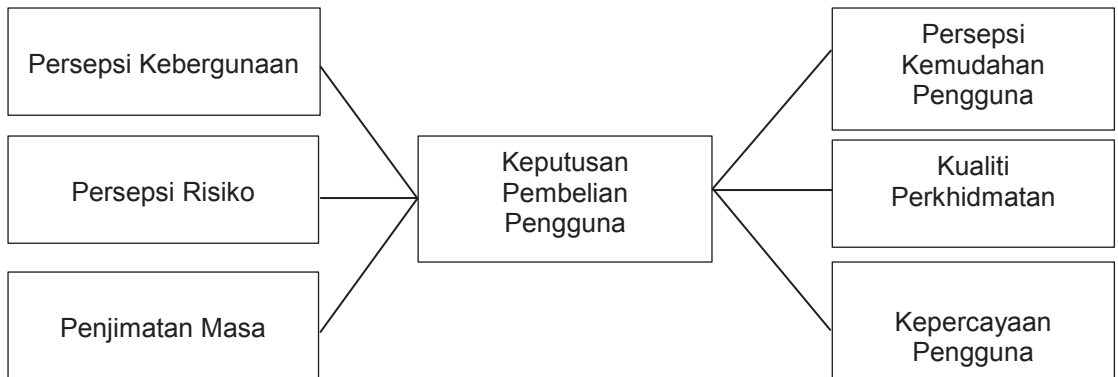 Persepsi Kebergunaan
Persepsi Risiko
Penjimatan Masa
Keputusan
Pembelian
Pengguna
Persepsi
Kemudahan
Pengguna
Kualiti
Perkhidmatan
Kepercayaan
Pengguna